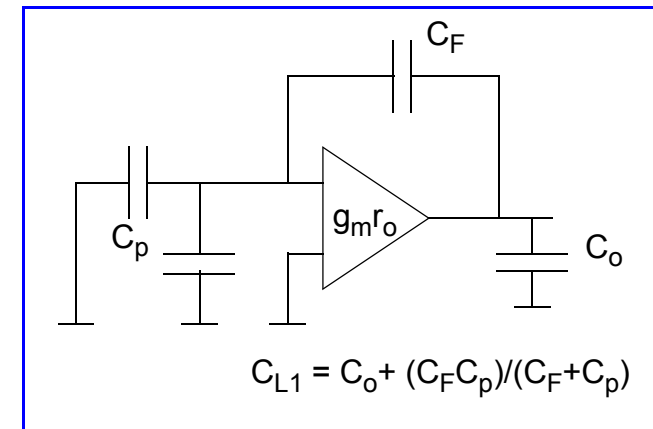 C_F
C_p
g_mr_o
C_o
C_L1 = C_o+ (C_FC_p)/(C_F+C_p)